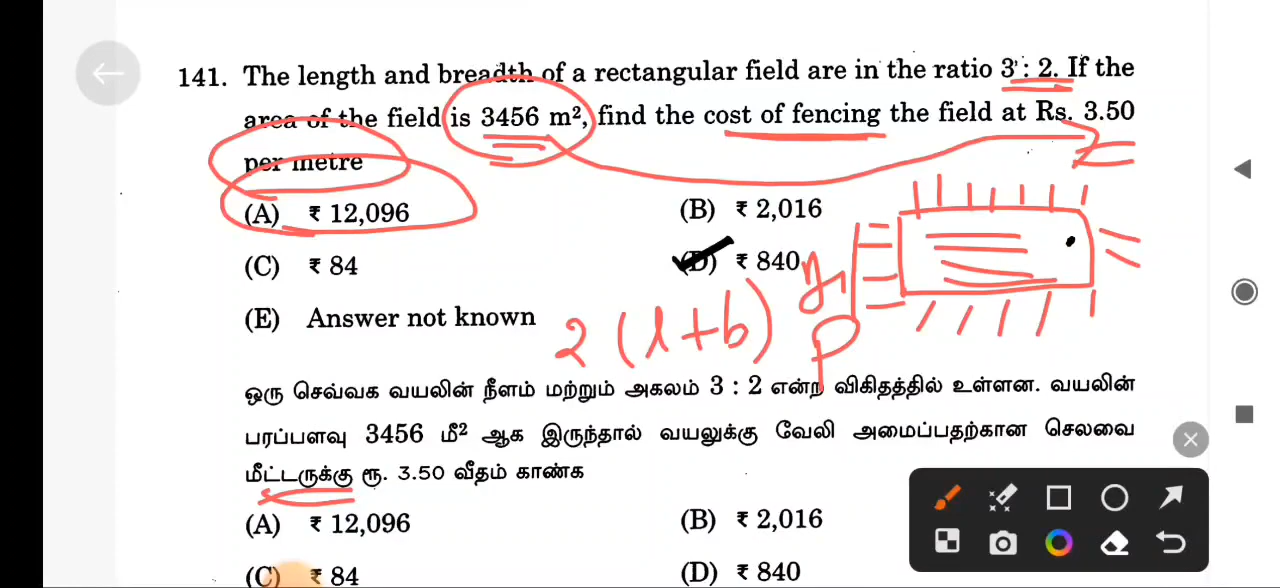 141. The length and breadth of a rectangular field are in the ratio 3 : 2. If the
area of the field is 3456 m², find the cost of fencing the field at Rs. 3.50
per metre
(A) ₹ 12,096 (B) ₹ 2,016
(C) ₹ 84 (D) ₹ 840
(E) Answer not known
2 (l+b)
P
ஒரு செவ்வக வயலின் நீளம் மற்றும் அகலம் 3 : 2 என்ற விகிதத்தில் உள்ளன. வயலின்
பரப்பளவு 3456 மீ² ஆக இருந்தால் வயலுக்கு வேலி அமைப்பதற்கான செலவை
மீட்டருக்கு ரூ. 3.50 வீதம் காண்க
(A) ₹ 12,096 (B) ₹ 2,016
(C) ₹ 84 (D) ₹ 840